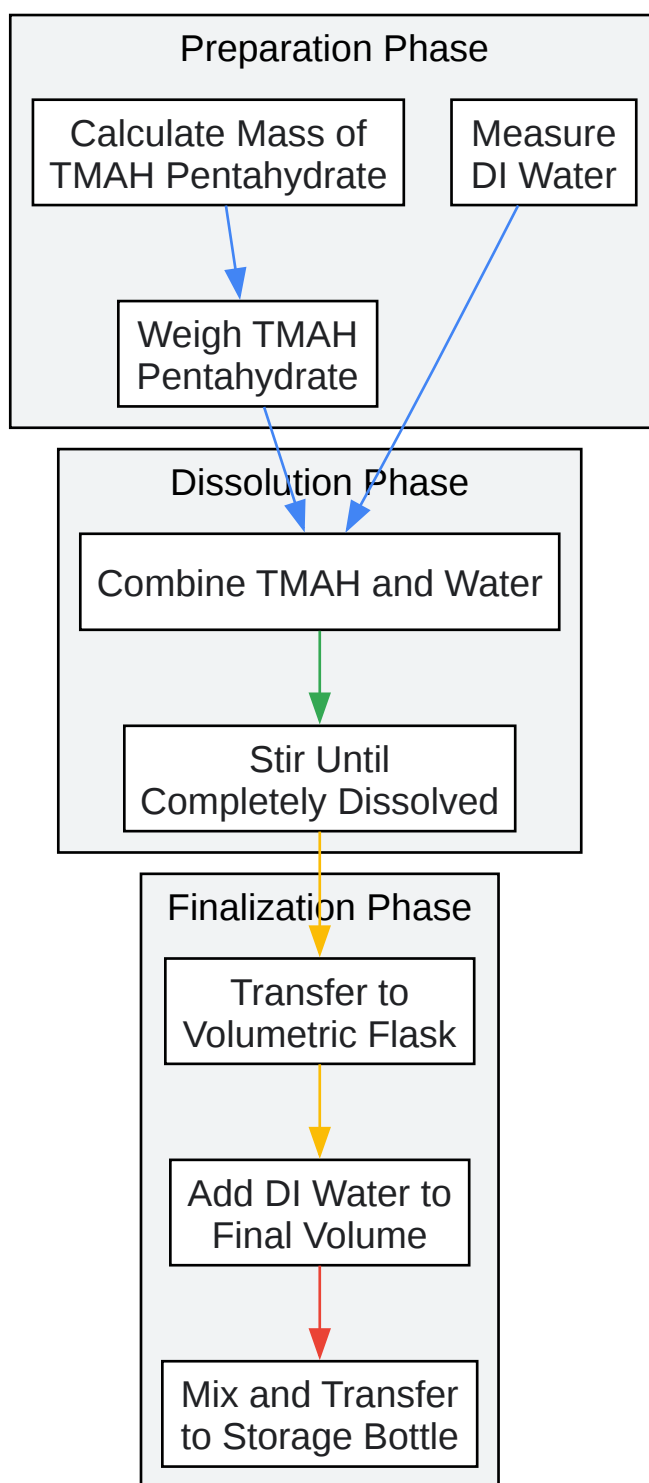 Preparation Phase
Calculate Mass of
TMAH Pentahydrate
Measure
DI Water
Weigh TMAH
Pentahydrate
Dissolution Phase
Combine TMAH and Water
Stir Until
Completely Dissolved
Finalization Phase
Transfer to
Volumetric Flask
Add DI Water to
Final Volume
Mix and Transfer
to Storage Bottle